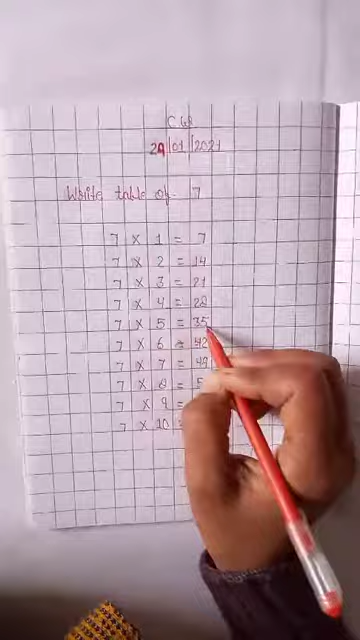 C W
29/01/2021
Write table of 7
7 X 1 = 7
7 X 2 = 14
7 X 3 = 21
7 X 4 = 28
7 X 5 = 35
7 X 6 = 42
7 X 7 = 49
7 X 8 = 5
7 X 9 =
7 X 10 =